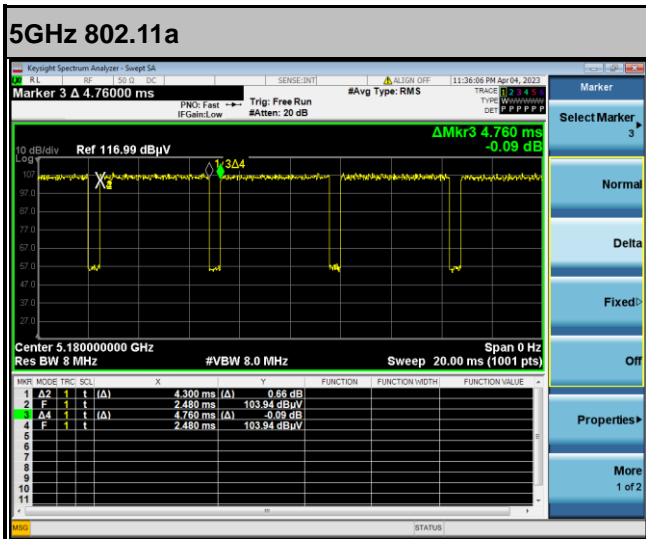 5GHz 802.11a
Keysight Spectrum Analyzer - Swept SA
RL RF 50 Ω DC SENSE:INT ALIGN OFF 11:36:06 PM Apr 04, 2023
Marker 3 Δ 4.76000 ms
#Avg Type: RMS
TRACE 1 2 3 4 5 6
PNO: Fast Trig: Free Run
TYPE WWWWWW
IFGain:Low #Atten: 20 dB
DET P P P P P P
Marker
Select Marker
3
Normal
Delta
Fixed
Off
Properties
More
1 of 2
ΔMkr3 4.760 ms
-0.09 dB
10 dB/div Ref 116.99 dBµV
Log
1 3Δ4
107
97.0
87.0
77.0
67.0
57.0
47.0
37.0
27.0
Center 5.180000000 GHz Span 0 Hz
Res BW 8 MHz #VBW 8.0 MHz Sweep 20.00 ms (1001 pts)
MKR MODE TRC SCL X Y FUNCTION FUNCTION WIDTH FUNCTION VALUE
1 Δ2 1 t (Δ) 4.300 ms (Δ) 0.66 dB
2 F 1 t 2.480 ms 103.94 dBµV
3 Δ4 1 t (Δ) 4.760 ms (Δ) -0.09 dB
4 F 1 t 2.480 ms 103.94 dBµV
5
6
7
8
9
10
11
MSG STATUS